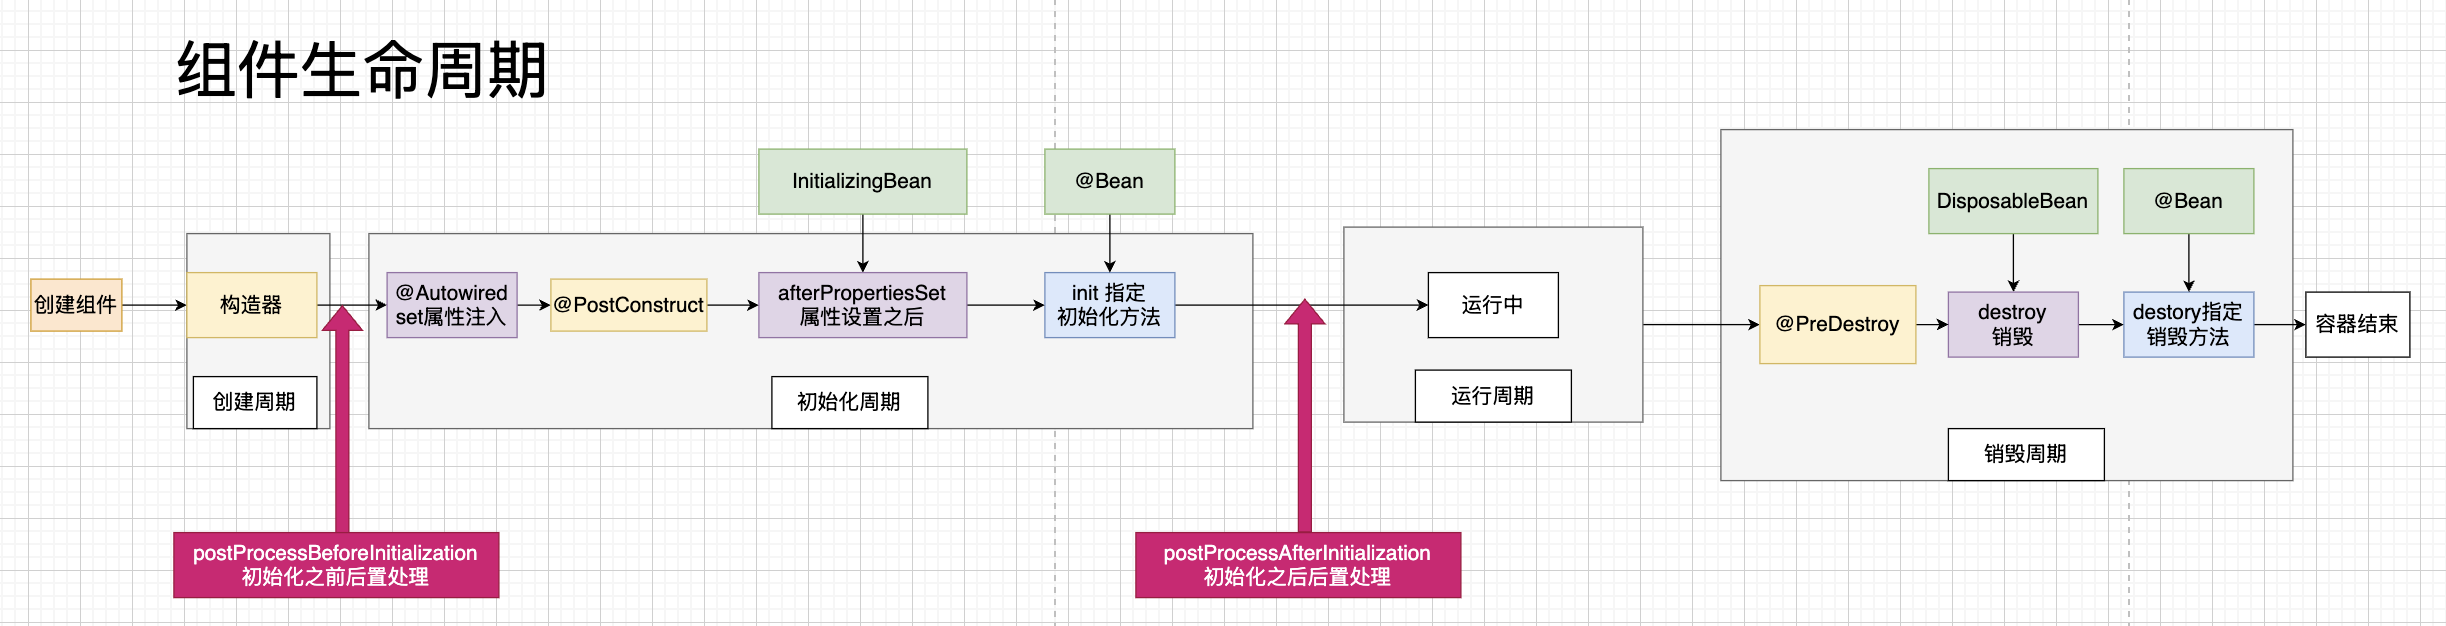 组件生命周期
InitializingBean
@Bean
DisposableBean
@Bean
创建组件
构造器
@Autowired
set属性注入
@PostConstruct
afterPropertiesSet
属性设置之后
init 指定
初始化方法
运行中
@PreDestroy
destroy
销毁
destory指定
销毁方法
容器结束
创建周期
初始化周期
运行周期
销毁周期
postProcessBeforeInitialization
初始化之前后置处理
postProcessAfterInitialization
初始化之后后置处理